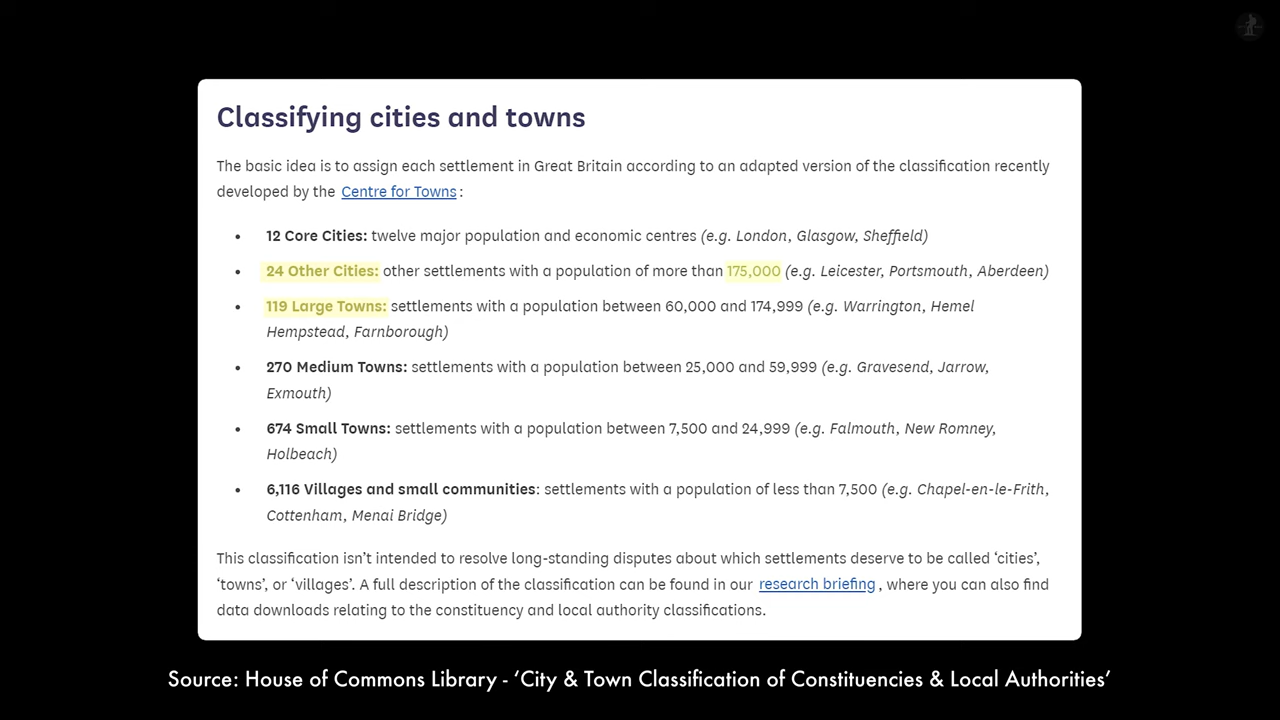 Classifying cities and towns
The basic idea is to assign each settlement in Great Britain according to an adapted version of the classification recently
developed by the Centre for Towns:
• 12 Core Cities: twelve major population and economic centres (e.g. London, Glasgow, Sheffield)
• 24 Other Cities: other settlements with a population of more than 175,000 (e.g. Leicester, Portsmouth, Aberdeen)
• 119 Large Towns: settlements with a population between 60,000 and 174,999 (e.g. Warrington, Hemel
Hempstead, Farnborough)
• 270 Medium Towns: settlements with a population between 25,000 and 59,999 (e.g. Gravesend, Jarrow,
Exmouth)
• 674 Small Towns: settlements with a population between 7,500 and 24,999 (e.g. Falmouth, New Romney,
Holbeach)
• 6,116 Villages and small communities: settlements with a population of less than 7,500 (e.g. Chapel-en-le-Frith,
Cottenham, Menai Bridge)
This classification isn’t intended to resolve long-standing disputes about which settlements deserve to be called ‘cities’,
‘towns’, or ‘villages’. A full description of the classification can be found in our research briefing, where you can also find
data downloads relating to the constituency and local authority classifications.
Source: House of Commons Library - ‘City & Town Classification of Constituencies & Local Authorities’